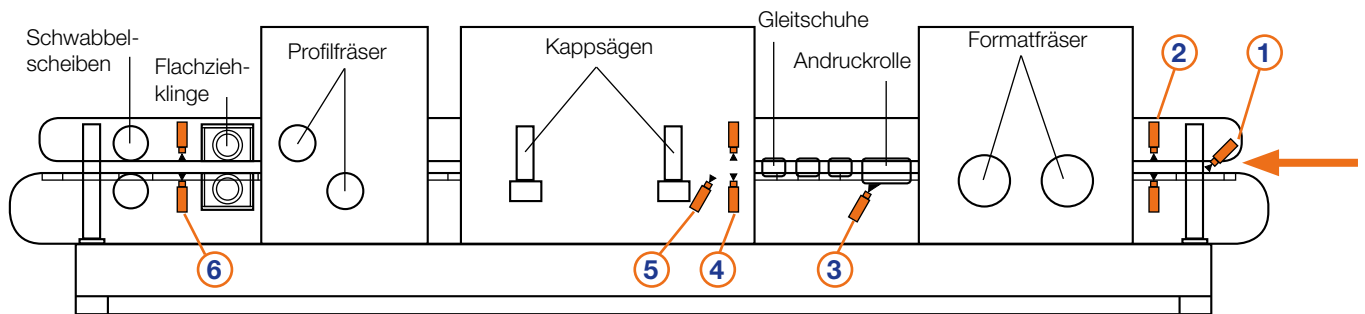 Schwabbel-
scheiben
Flachzieh-
klinge
Profilfräser
Kappsägen
Gleitschuhe
Andruckrolle
Formatfräser
2
1
6
5
4
3